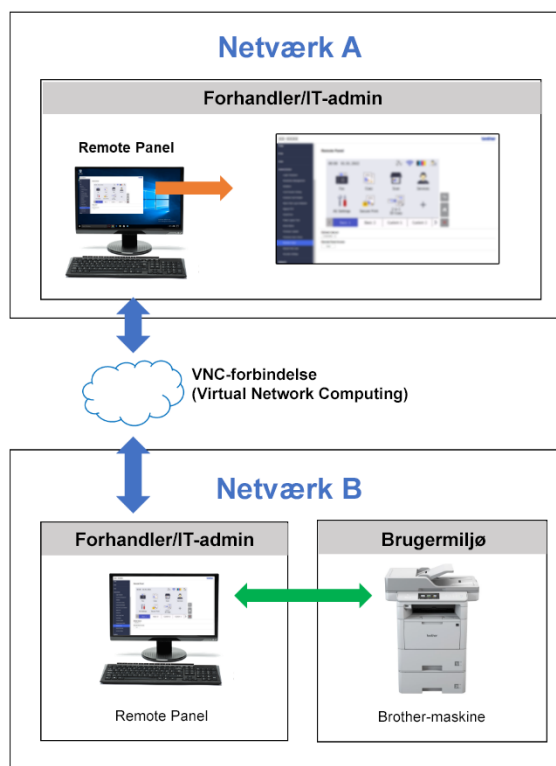 Netværk A
Forhandler/IT-admin
Remote Panel
VNC-forbindelse
(Virtual Network Computing)
Netværk B
Forhandler/IT-admin
Brugermiljø
Remote Panel
Brother-maskine